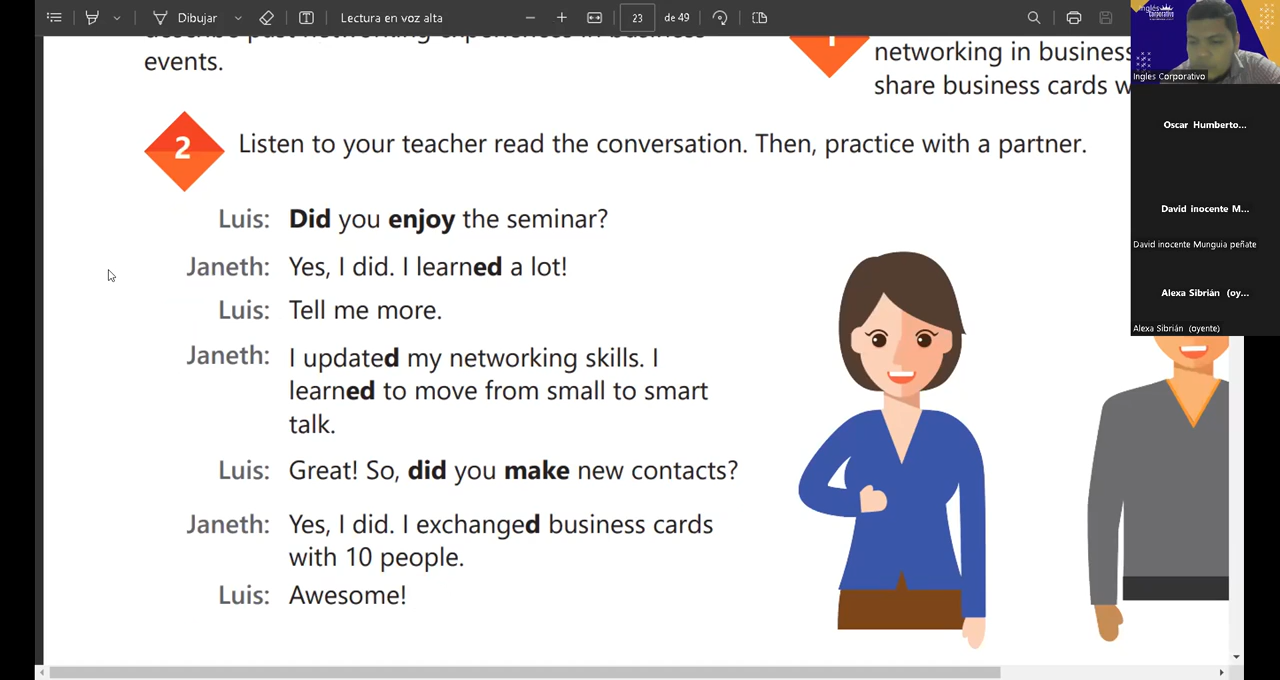 Dibujar
Lectura en voz alta
23
de 49
events.
networking in business
share business cards w
1
2
Listen to your teacher read the conversation. Then, practice with a partner.
Luis: Did you enjoy the seminar?
Janeth: Yes, I did. I learned a lot!
Luis: Tell me more.
Janeth: I updated my networking skills. I
learned to move from small to smart
talk.
Luis: Great! So, did you make new contacts?
Janeth: Yes, I did. I exchanged business cards
with 10 people.
Luis: Awesome!
Inglés
Corporativo
Ingles Corporativo
Oscar Humberto...
David inocente M...
David inocente Munguia peñate
Alexa Sibrián (oy...
Alexa Sibrián (oyente)